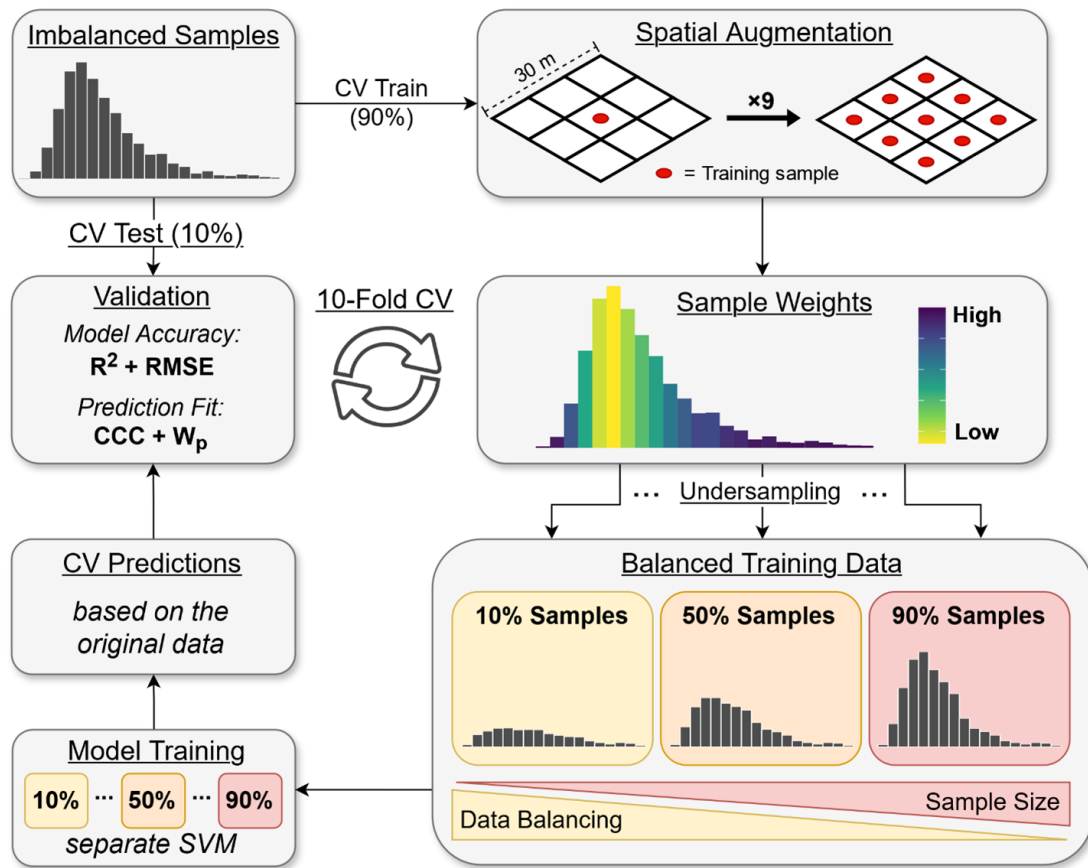 Imbalanced Samples
CV Train
(90%)
Spatial Augmentation
30 m
×9
= Training sample
CV Test (10%)
Validation
Model Accuracy:
R² + RMSE
Prediction Fit:
CCC + Wₚ
10-Fold CV
Sample Weights
High
Low
... Undersampling ...
CV Predictions
based on the
original data
Balanced Training Data
10% Samples
50% Samples
90% Samples
Sample Size
Data Balancing
Model Training
10% ... 50% ... 90%
separate SVM